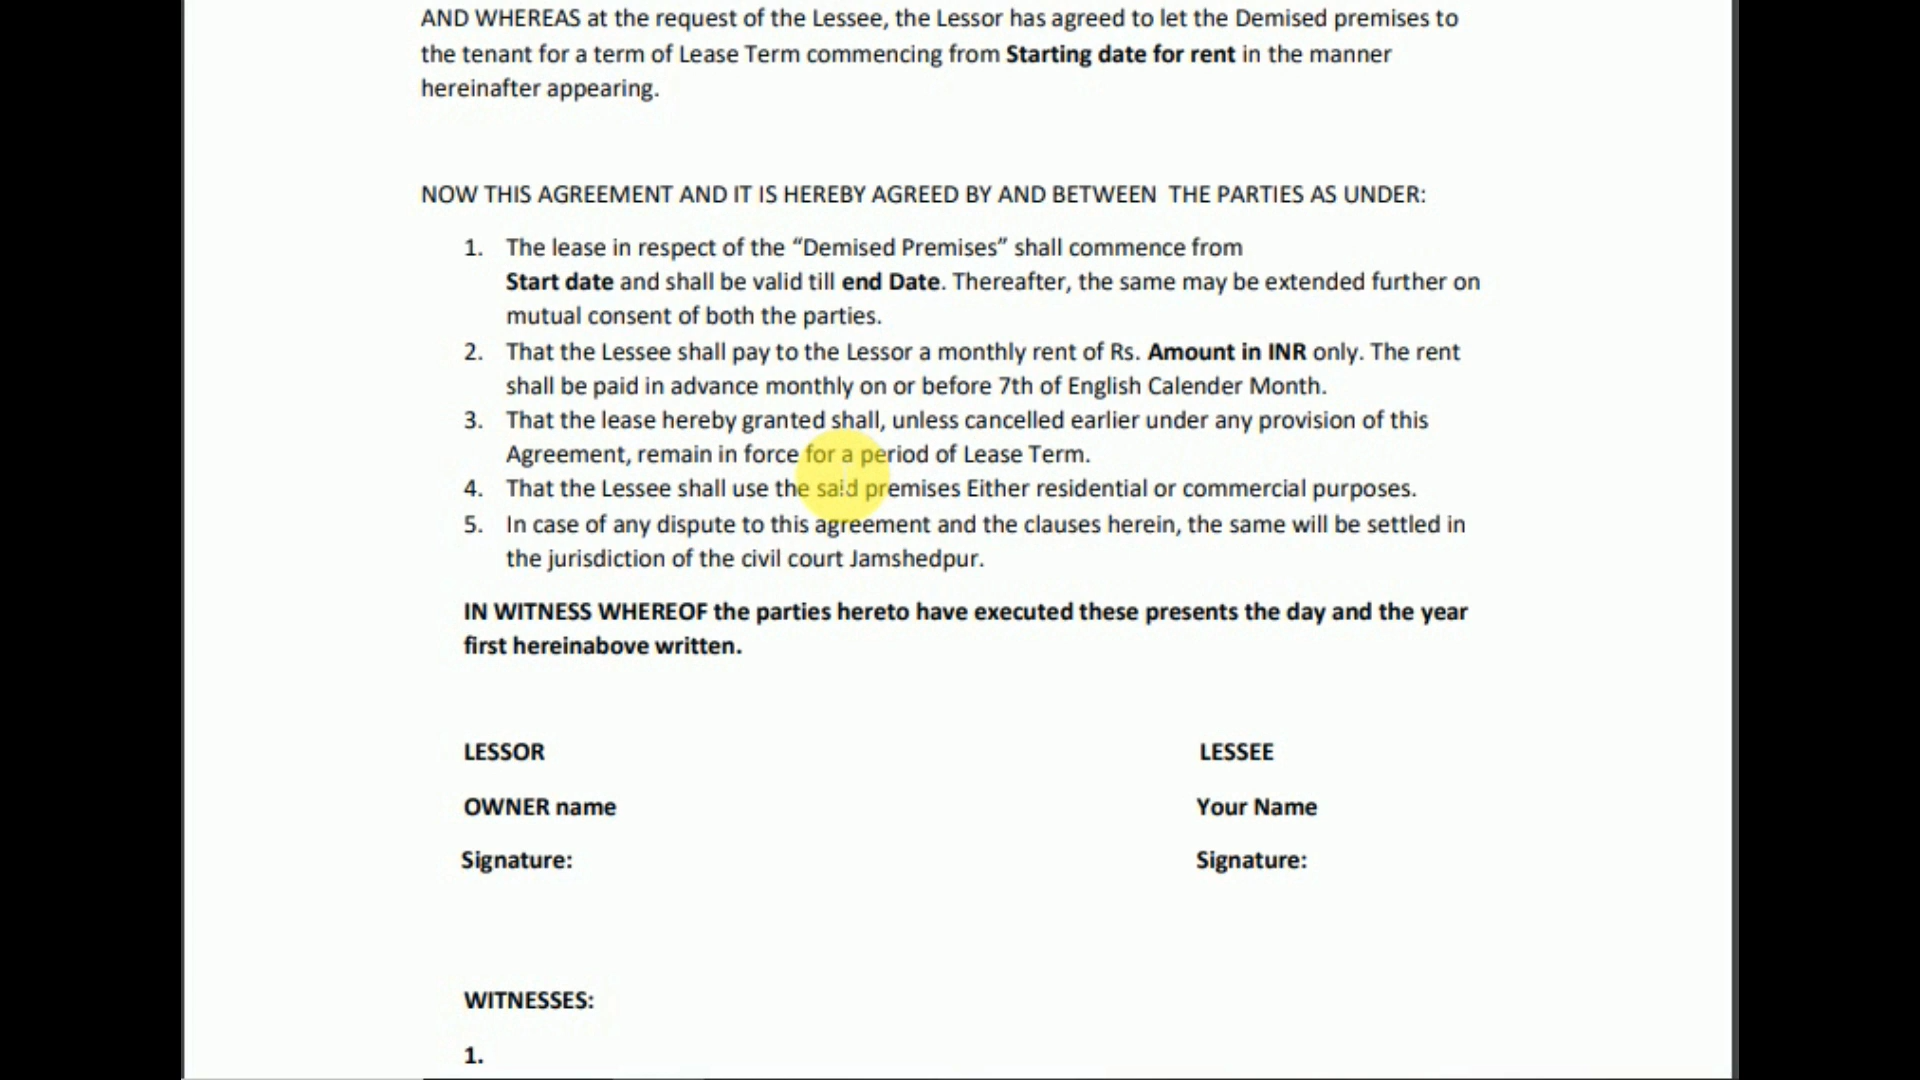 AND WHEREAS at the request of the Lessee, the Lessor has agreed to let the Demised premises to
the tenant for a term of Lease Term commencing from Starting date for rent in the manner
hereinafter appearing.
NOW THIS AGREEMENT AND IT IS HEREBY AGREED BY AND BETWEEN  THE PARTIES AS UNDER:
1. The lease in respect of the “Demised Premises” shall commence from
Start date and shall be valid till end Date. Thereafter, the same may be extended further on
mutual consent of both the parties.
2. That the Lessee shall pay to the Lessor a monthly rent of Rs. Amount in INR only. The rent
shall be paid in advance monthly on or before 7th of English Calender Month.
3. That the lease hereby granted shall, unless cancelled earlier under any provision of this
Agreement, remain in force for a period of Lease Term.
4. That the Lessee shall use the said premises Either residential or commercial purposes.
5. In case of any dispute to this agreement and the clauses herein, the same will be settled in
the jurisdiction of the civil court Jamshedpur.
IN WITNESS WHEREOF the parties hereto have executed these presents the day and the year
first hereinabove written.
LESSOR LESSEE
OWNER name Your Name
Signature: Signature:
WITNESSES:
1.